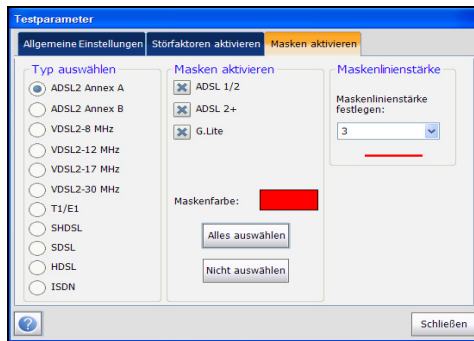 Testparameter
Allgemeine Einstellungen
Störfaktoren aktivieren
Masken aktivieren
Typ auswählen
ADSL2 Annex A
ADSL2 Annex B
VDSL2-8 MHz
VDSL2-12 MHz
VDSL2-17 MHz
VDSL2-30 MHz
T1/E1
SHDSL
SDSL
HDSL
ISDN
Masken aktivieren
ADSL 1/2
ADSL 2+
G.Lite
Maskenfarbe:
Alles auswählen
Nicht auswählen
Maskenlinienstärke
Maskenlinienstärke
festlegen:
3
?
Schließen